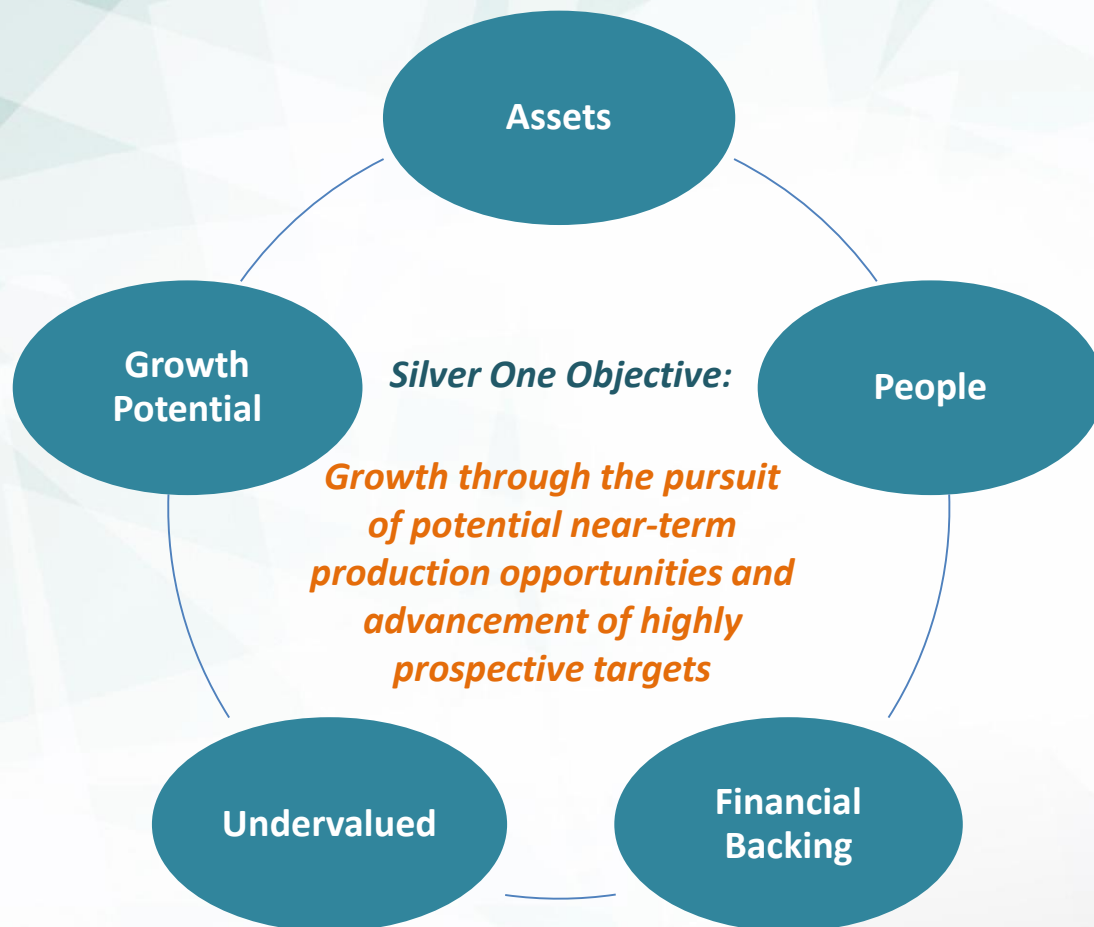 Assets
People
Financial
Backing
Undervalued
Growth
Potential
Silver One Objective:
Growth through the pursuit
of potential near-term
production opportunities and
advancement of highly
prospective targets